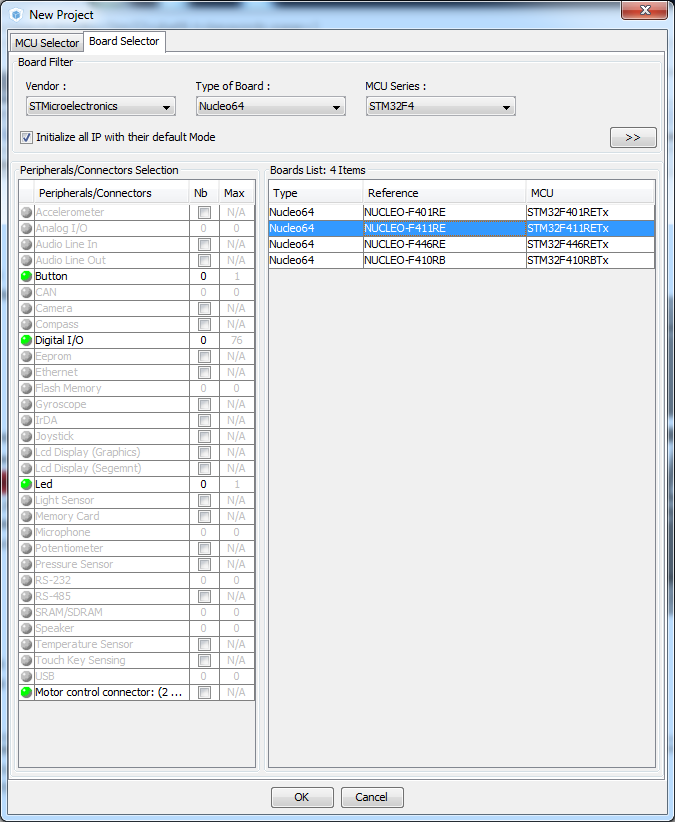 New Project
MCU Selector Board Selector
Board Filter
Vendor : Type of Board : MCU Series :
STMicroelectronics Nucleo64 STM32F4
Initialize all IP with their default Mode >>
Peripherals/Connectors Selection
Peripherals/Connectors Nb Max
Accelerometer N/A
Analog I/O 0 0
Audio Line In N/A
Audio Line Out N/A
Button 0 1
CAN 0 0
Camera N/A
Compass N/A
Digital I/O 0 76
Eeprom N/A
Ethernet N/A
Flash Memory 0 0
Gyroscope N/A
IrDA N/A
Joystick N/A
Lcd Display (Graphics) N/A
Lcd Display (Segemnt) N/A
Led 0 1
Light Sensor N/A
Memory Card N/A
Microphone 0 0
Potentiometer N/A
Pressure Sensor N/A
RS-232 0 0
RS-485 N/A
SRAM/SDRAM 0 0
Speaker 0 0
Temperature Sensor N/A
Touch Key Sensing N/A
USB 0 0
Motor control connector: (2 ... N/A
Boards List: 4 Items
Type Reference MCU
Nucleo64 NUCLEO-F401RE STM32F401RETx
Nucleo64 NUCLEO-F411RE STM32F411RETx
Nucleo64 NUCLEO-F446RE STM32F446RETx
Nucleo64 NUCLEO-F410RB STM32F410RBTx
OK Cancel